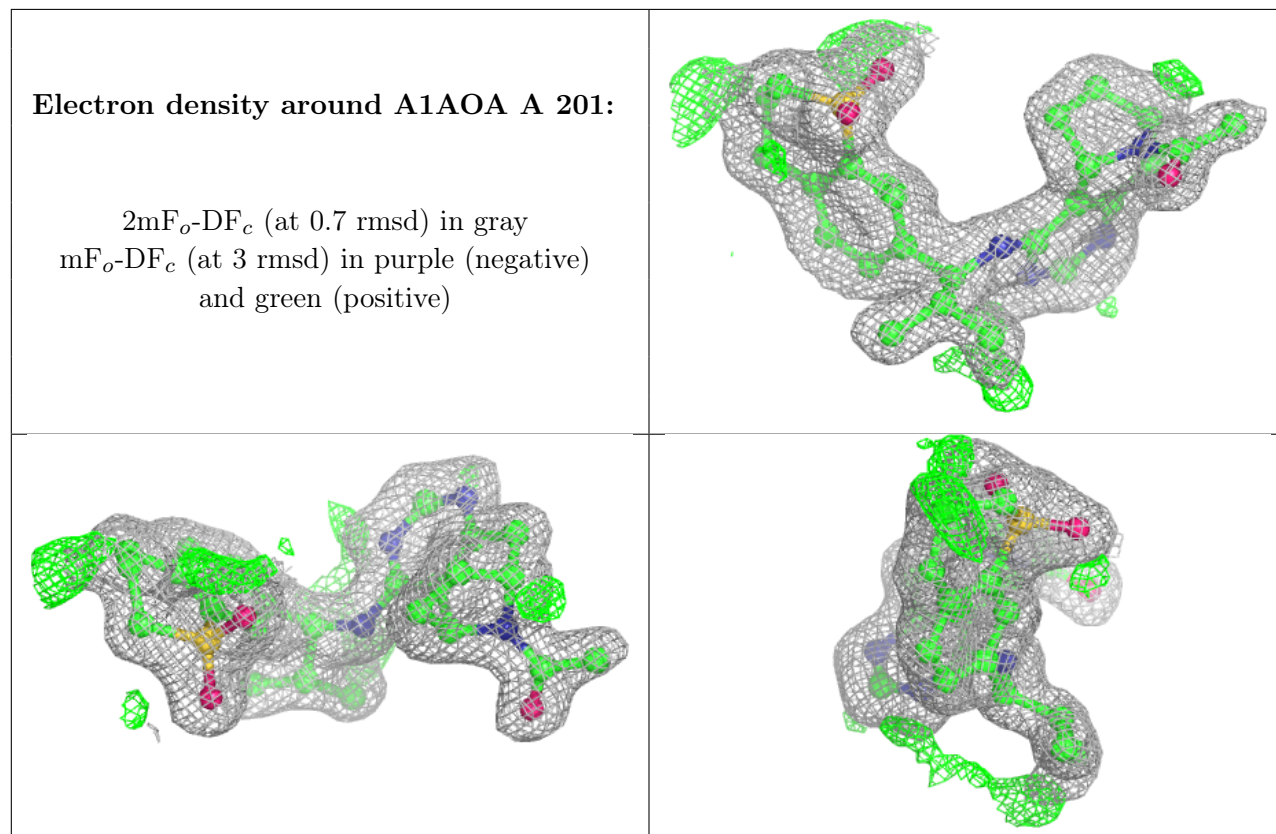 Electron density around A1AOA A 201:
2mFo-DFc (at 0.7 rmsd) in gray
mFo-DFc (at 3 rmsd) in purple (negative)
and green (positive)